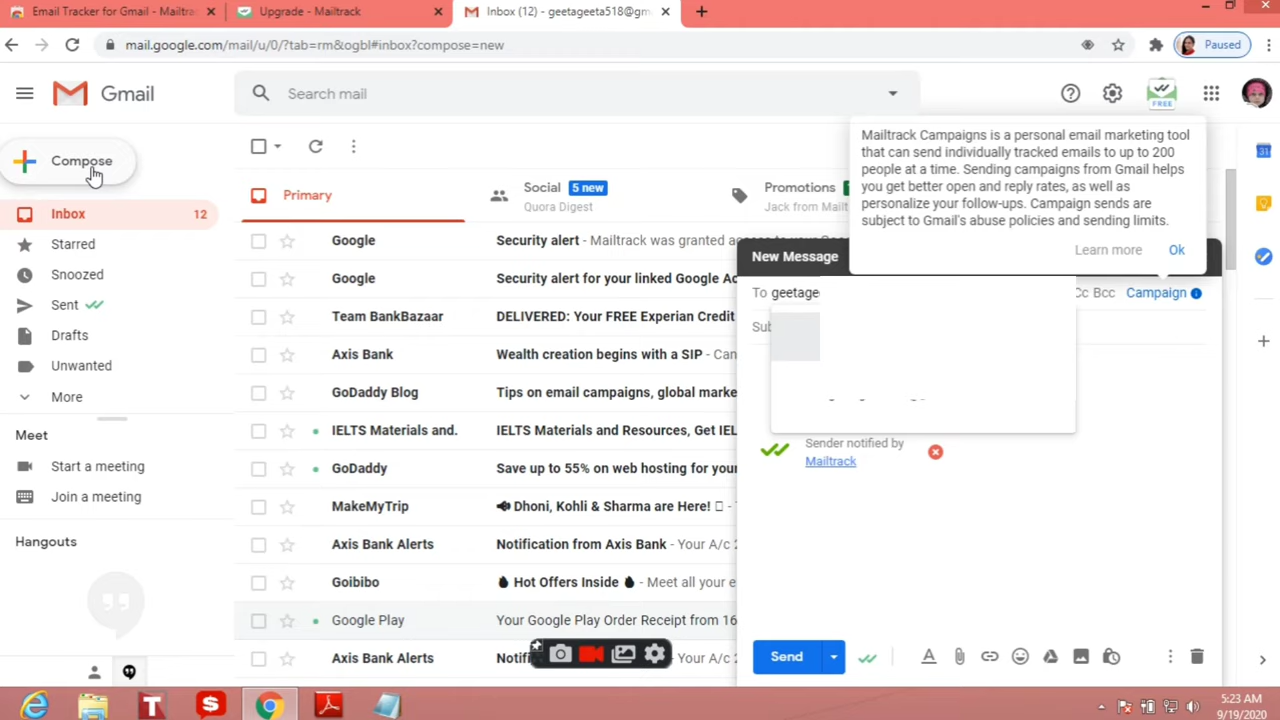 Email Tracker for Gmail - Mailtrac
Upgrade - Mailtrack
Inbox (12) - geetageeta518@gm
mail.google.com/mail/u/0/?tab=rm&ogbl#inbox?compose=new
Paused
Gmail
Search mail
FREE
Compose
Inbox 12
Starred
Snoozed
Sent
Drafts
Unwanted
More
Meet
Start a meeting
Join a meeting
Hangouts
Primary
Social 5 new
Quora Digest
Promotions
Jack from Mailt
Google Security alert - Mailtrack was granted
Google Security alert for your linked Google Ac
Team BankBazaar DELIVERED: Your FREE Experian Credit
Axis Bank Wealth creation begins with a SIP - Can
GoDaddy Blog Tips on email campaigns, global marke
IELTS Materials and. IELTS Materials and Resources, Get IEL
GoDaddy Save up to 55% on web hosting for your
MakeMyTrip Dhoni, Kohli & Sharma are Here! -
Axis Bank Alerts Notification from Axis Bank - Your A/c 2
Goibibo Hot Offers Inside - Meet all your e
Google Play Your Google Play Order Receipt from 16
Axis Bank Alerts Notifi - Your A/c 2
Mailtrack Campaigns is a personal email marketing tool
that can send individually tracked emails to up to 200
people at a time. Sending campaigns from Gmail helps
you get better open and reply rates, as well as
personalize your follow-ups. Campaign sends are
subject to Gmail's abuse policies and sending limits.
Learn more Ok
New Message
To geetage Cc Bcc Campaign
Sub
Sender notified by
Mailtrack
Send
31
5:23 AM
9/19/2020